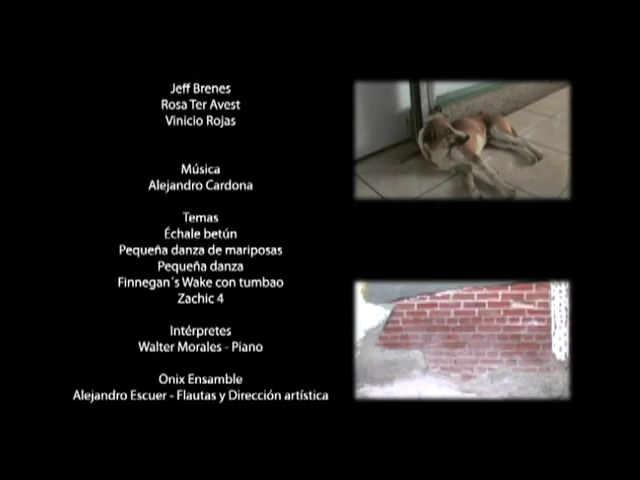 Jeff Brenes
Rosa Ter Avest
Vinicio Rojas
Música
Alejandro Cardona
Temas
Échale betún
Pequeña danza de mariposas
Pequeña danza
Finnegan´s Wake con tumbao
Zachic 4
Intérpretes
Walter Morales - Piano
Onix Ensamble
Alejandro Escuer - Flautas y Dirección artística